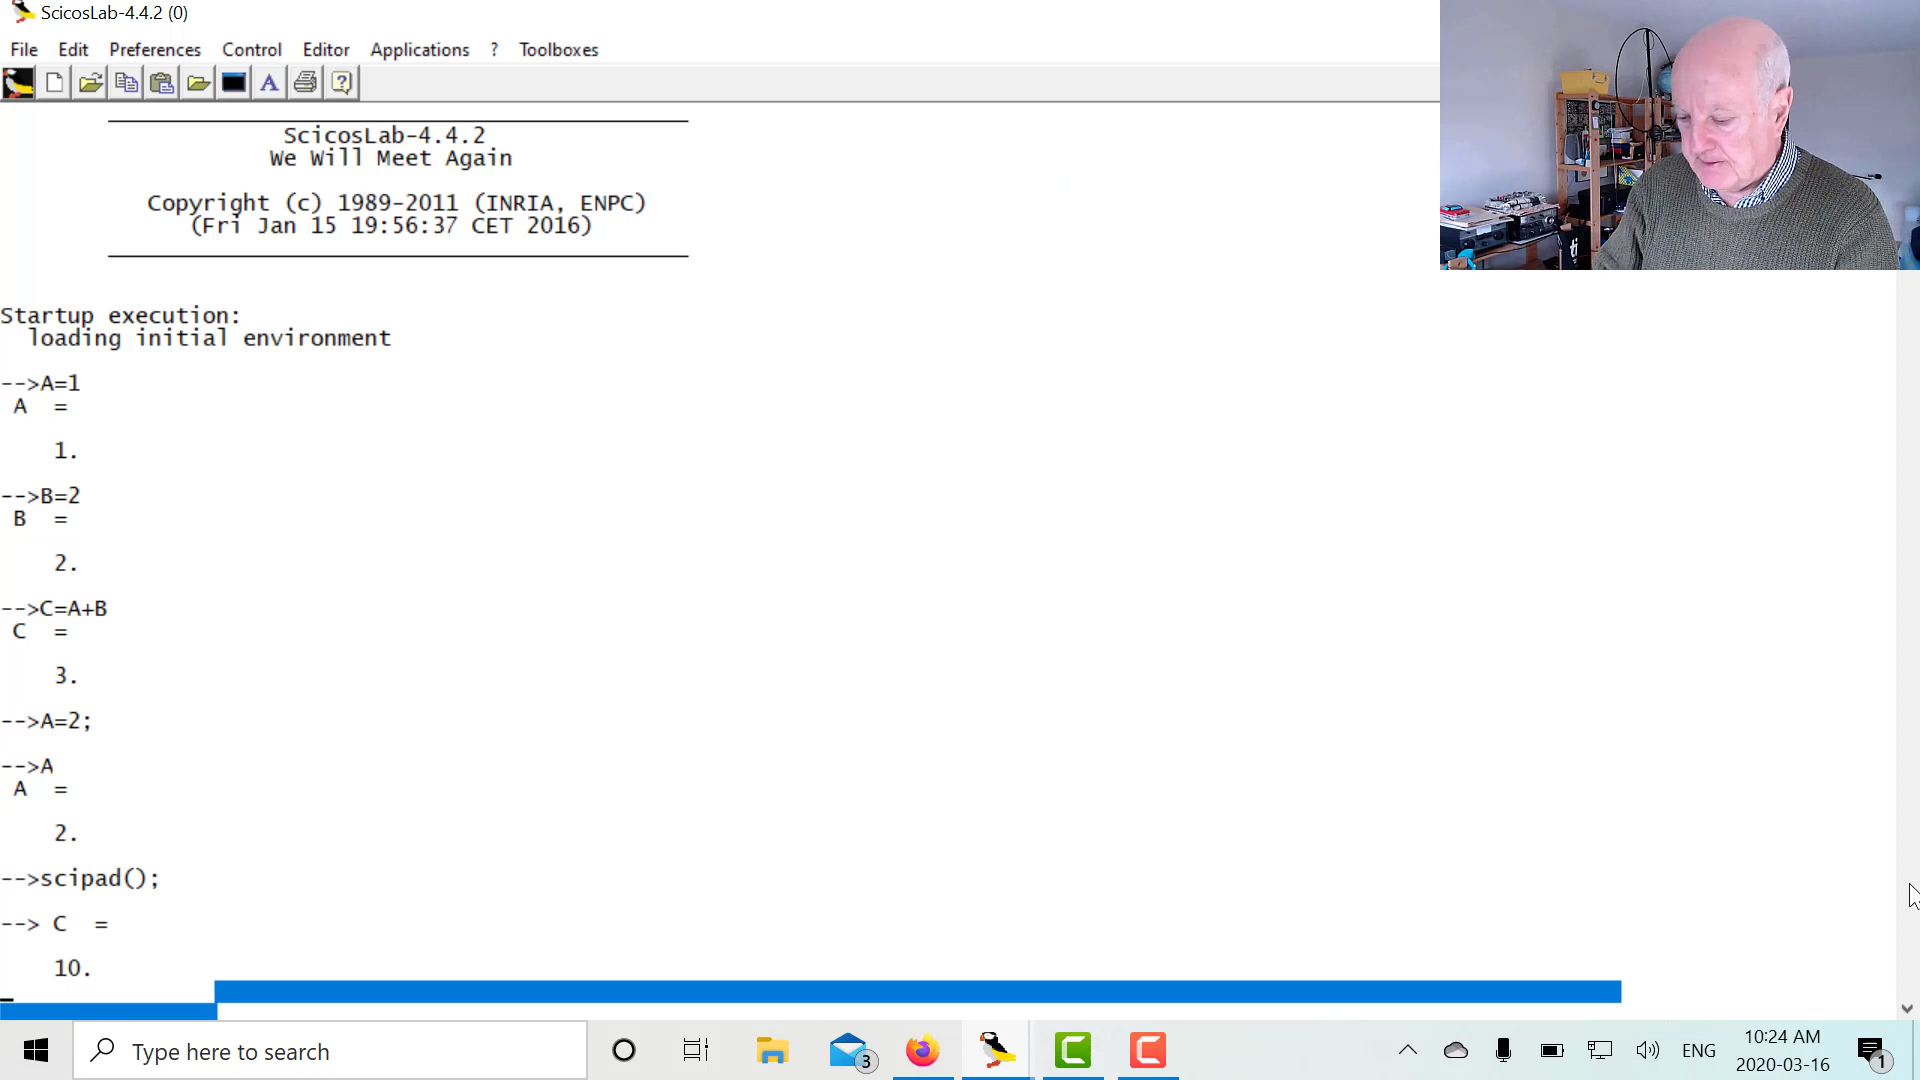 ScicosLab-4.4.2 (0)
File Edit Preferences Control Editor Applications ? Toolboxes
ScicosLab-4.4.2
We Will Meet Again
Copyright (c) 1989-2011 (INRIA, ENPC)
(Fri Jan 15 19:56:37 CET 2016)
Startup execution:
loading initial environment
-->A=1
A =
1.
-->B=2
B =
2.
-->C=A+B
C =
3.
-->A=2;
-->A
A =
2.
-->scipad();
--> C =
10.
Type here to search
3
ENG
10:24 AM
2020-03-16
1